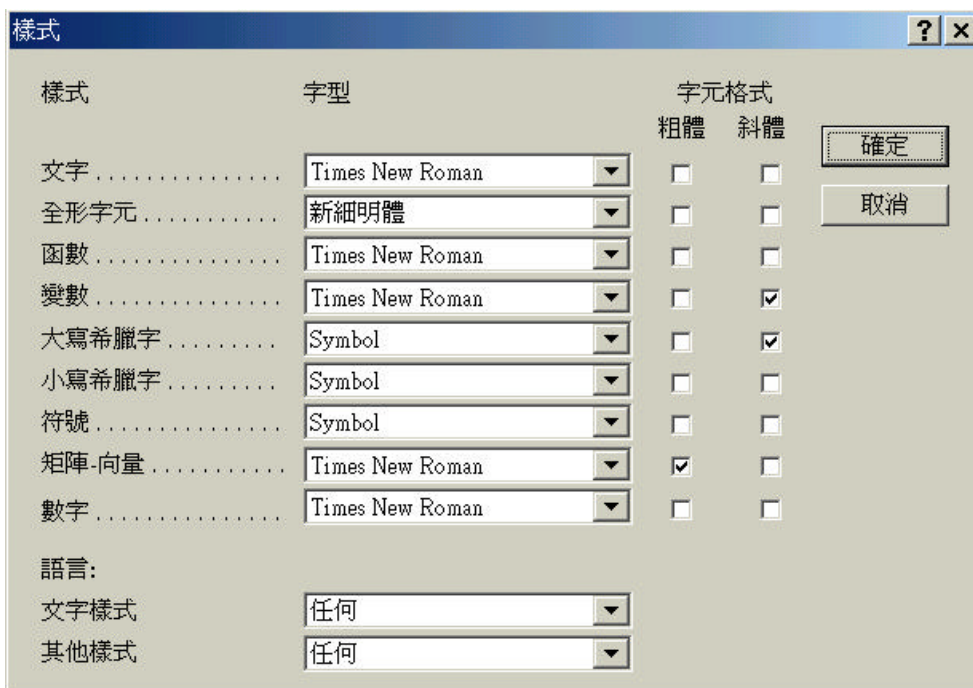 樣式
樣式 字型 字元格式
粗體 斜體
確定
文字 ............... Times New Roman
取消
全形字元 ........... 新細明體
函數 ............... Times New Roman
變數 ............... Times New Roman
大寫希臘字 ......... Symbol
小寫希臘字 ......... Symbol
符號 ............... Symbol
矩陣-向量 ........... Times New Roman
數字 ............... Times New Roman
語言:
文字樣式 任何
其他樣式 任何